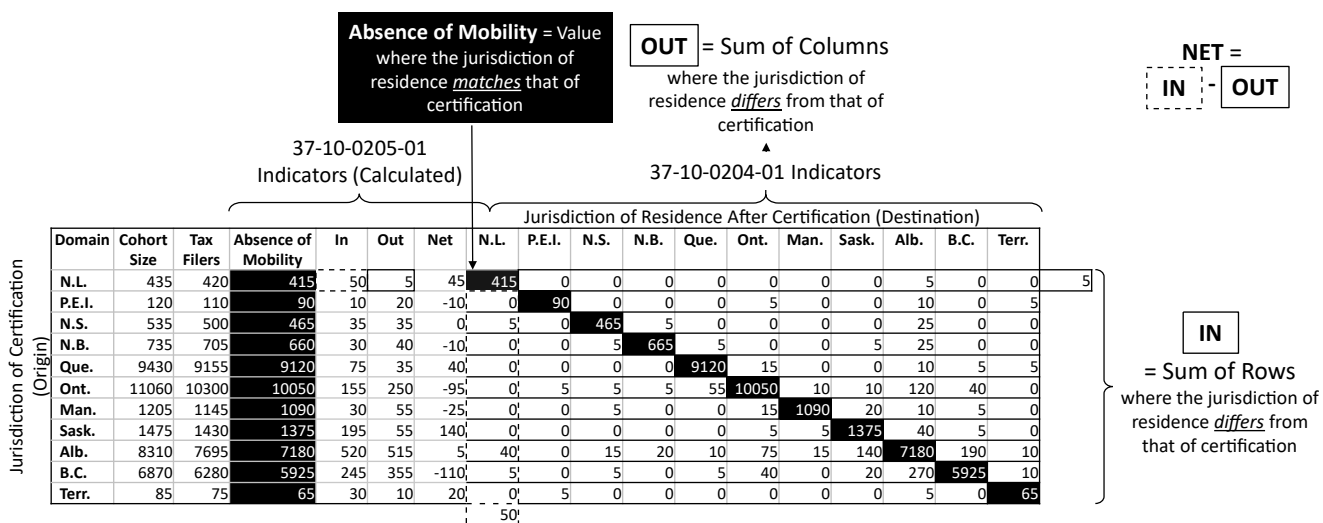 Absence of Mobility = Value
where the jurisdiction of
residence matches that of
certification
OUT = Sum of Columns
where the jurisdiction of
residence differs from that of
certification
NET =
IN - OUT
37-10-0205-01
Indicators (Calculated)
37-10-0204-01 Indicators
Jurisdiction of Residence After Certification (Destination)
Jurisdiction of Certification
(Origin)
Domain Cohort Size Tax Filers Absence of Mobility In Out Net N.L. P.E.I. N.S. N.B. Que. Ont. Man. Sask. Alb. B.C. Terr.
N.L. 435 420 415 50 5 45 415 0 0 0 0 0 0 0 5 0 0 5
P.E.I. 120 110 90 10 20 -10 0 90 0 0 0 5 0 0 10 0 5
N.S. 535 500 465 35 35 0 5 0 465 5 0 0 0 0 25 0 0
N.B. 735 705 660 30 40 -10 0 0 5 665 5 0 0 5 25 0 0
Que. 9430 9155 9120 75 35 40 0 0 0 0 9120 15 0 0 10 5 5
Ont. 11060 10300 10050 155 250 -95 0 5 5 5 55 10050 10 10 120 40 0
Man. 1205 1145 1090 30 55 -25 0 0 5 0 0 15 1090 20 10 5 0
Sask. 1475 1430 1375 195 55 140 0 0 0 0 0 5 5 1375 40 5 0
Alb. 8310 7695 7180 520 515 5 40 0 15 20 10 75 15 140 7180 190 10
B.C. 6870 6280 5925 245 355 -110 5 0 5 0 5 40 0 20 270 5925 10
Terr. 85 75 65 30 10 20 0 5 0 0 0 0 0 0 5 0 65
50
IN
= Sum of Rows
where the jurisdiction of
residence differs from
that of certification